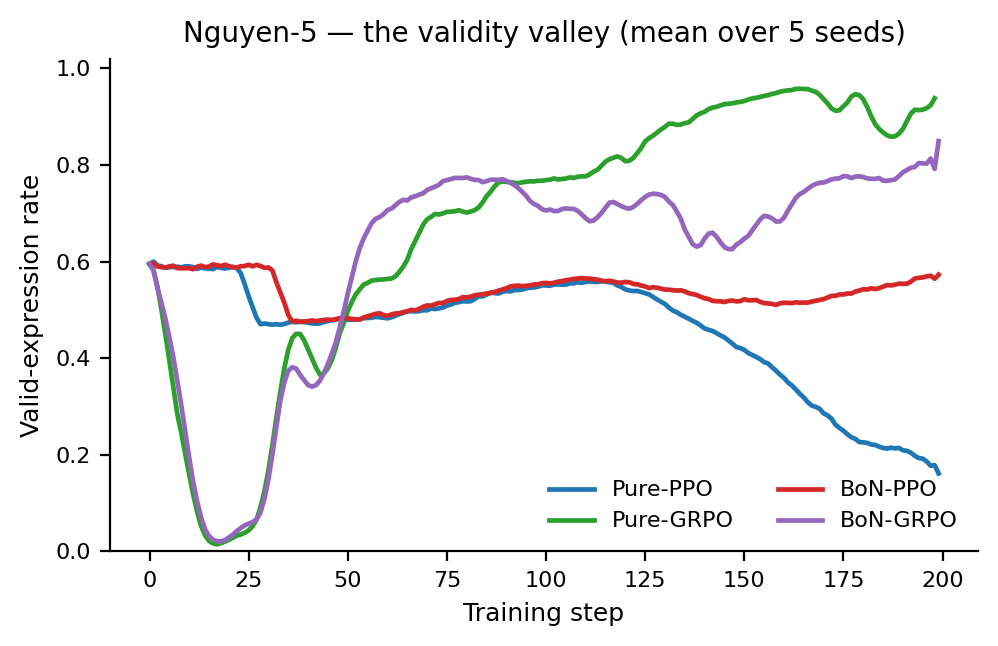 Nguyen-5 — the validity valley (mean over 5 seeds)
Valid-expression rate
1.0
0.8
0.6
0.4
0.2
0.0
Pure-PPO
Pure-GRPO
BoN-PPO
BoN-GRPO
0 25 50 75 100 125 150 175 200
Training step